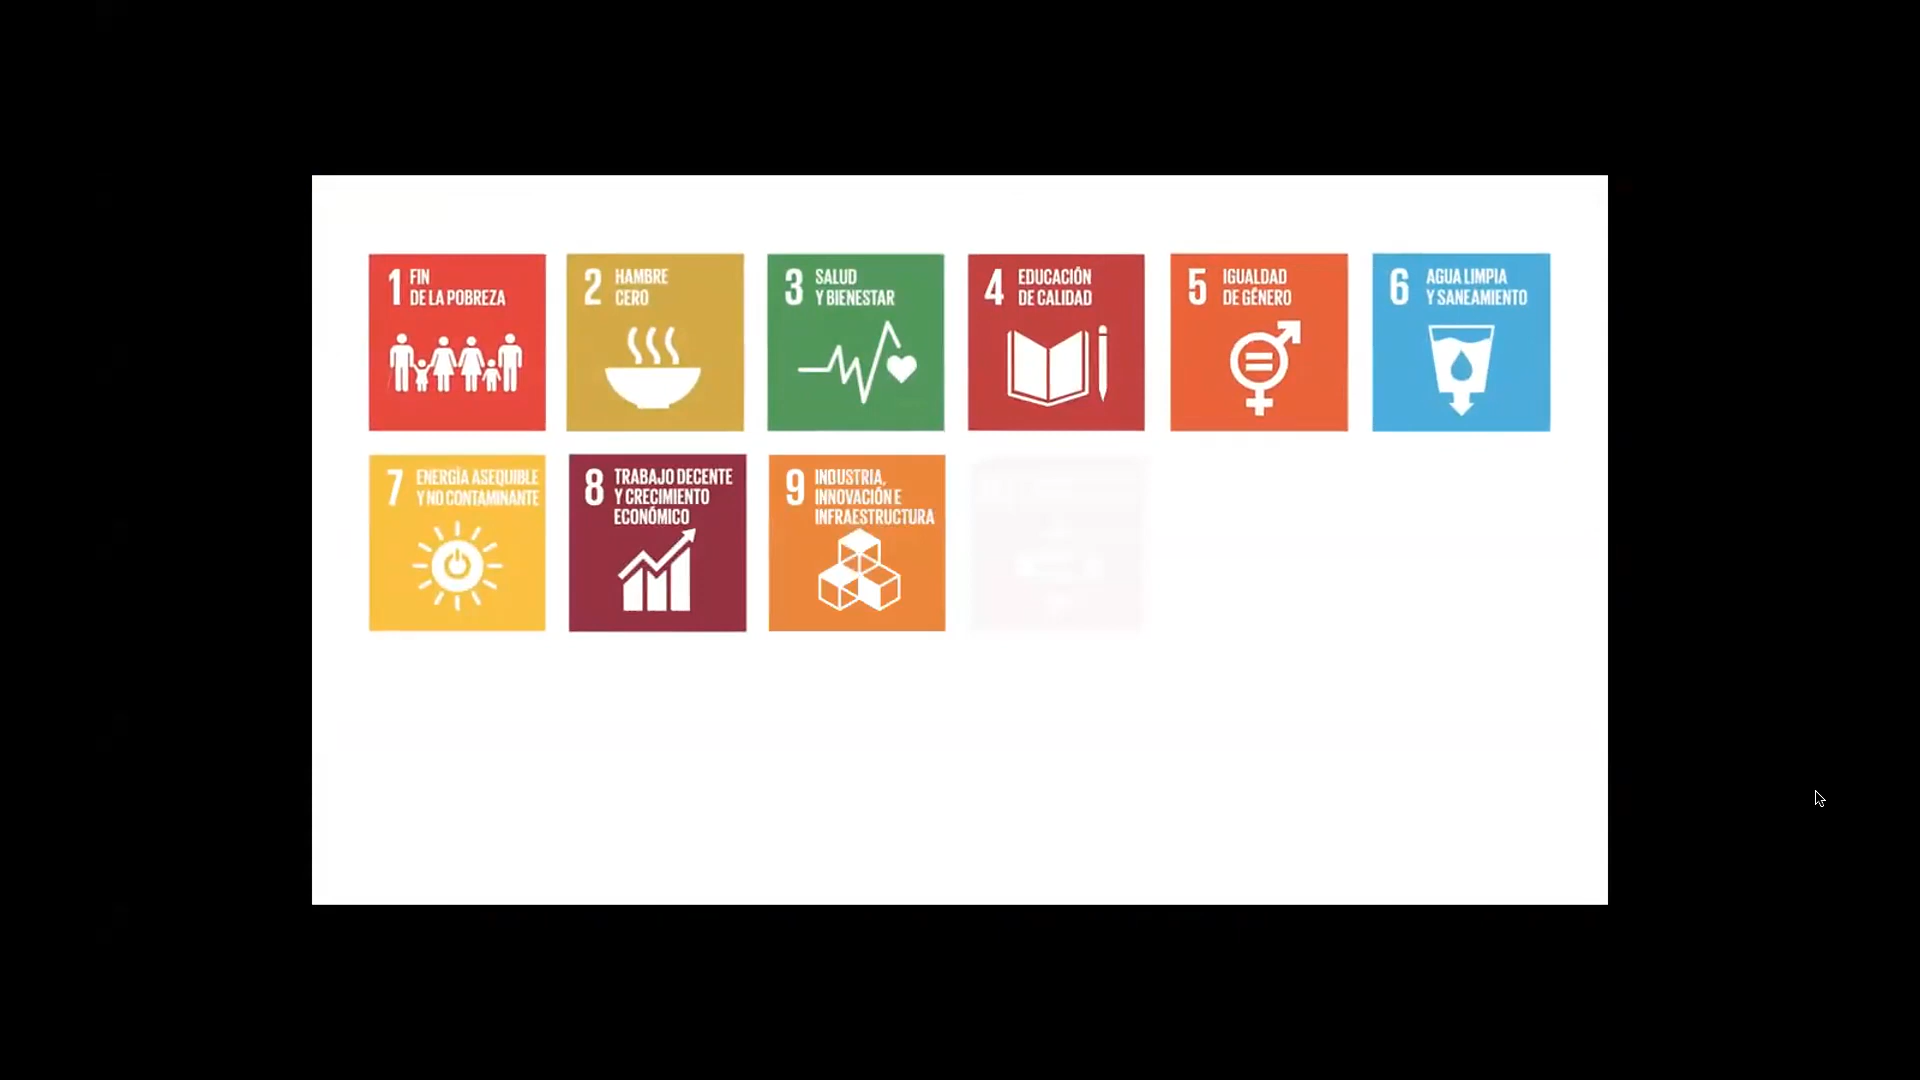 1 FIN
DE LA POBREZA
2 HAMBRE
CERO
3 SALUD
Y BIENESTAR
4 EDUCACIÓN
DE CALIDAD
5 IGUALDAD
DE GÉNERO
6 AGUA LIMPIA
Y SANEAMIENTO
7 ENERGÍA ASEQUIBLE
Y NO CONTAMINANTE
8 TRABAJO DECENTE
Y CRECIMIENTO
ECONÓMICO
9 INDUSTRIA,
INNOVACIÓN E
INFRAESTRUCTURA